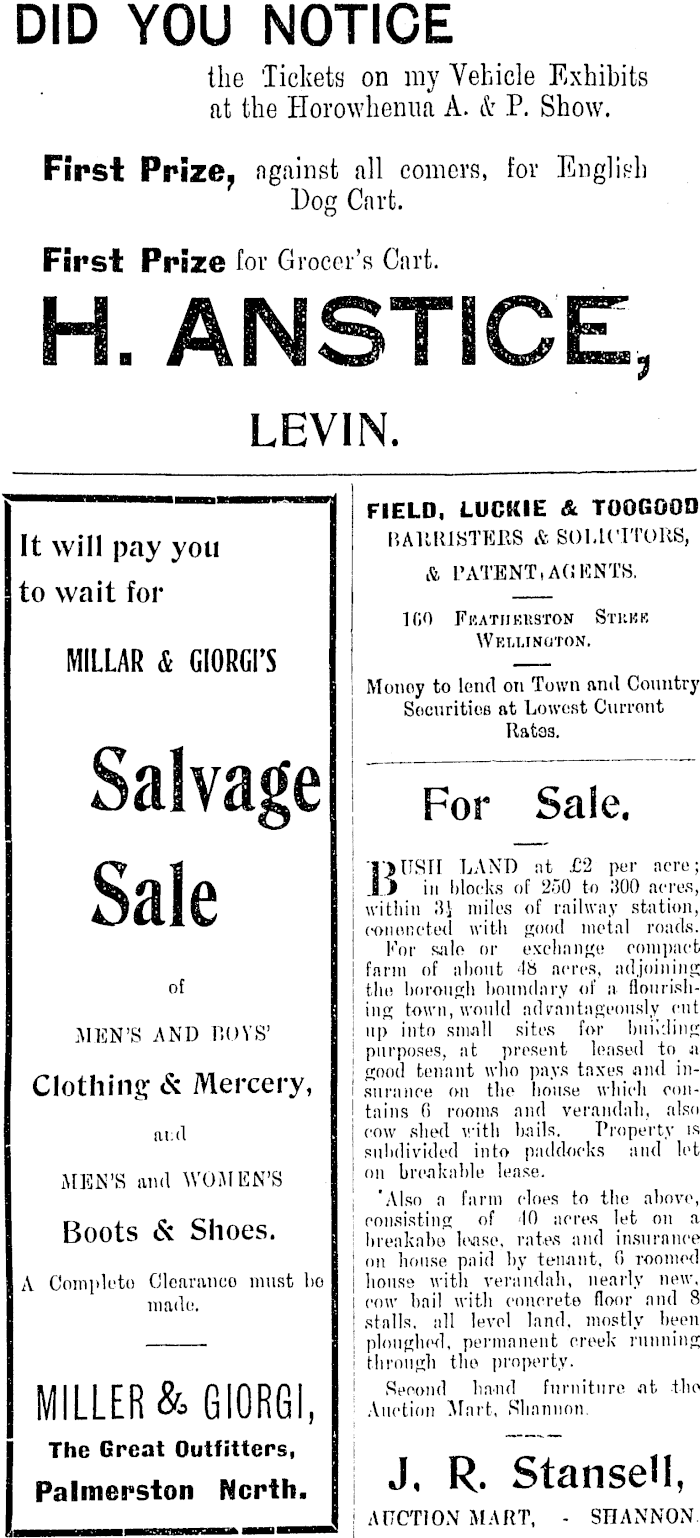 DID YOU NOTICE
the Tickets on my Vehicle Exhibits
at the Horowhenua A. & P. Show.
First Prize, against all comers, for English
Dog Cart.
First Prize for Grocer's Cart.
H. ANSTICE,
LEVIN.
It will pay you
to wait for
MILLAR & GIORGI'S
Salvage
Sale
of
MEN'S AND BOYS'
Clothing & Mercery,
and
MEN'S and WOMEN'S
Boots & Shoes.
A Complete Clearance must be
made.
MILLER & GIORGI,
The Great Outfitters,
Palmerston North.
FIELD, LUCKIE & TOOGOOD
BARRISTERS & SOLICITORS,
& PATENT AGENTS.
160 FEATHERSTON STREE
WELLINGTON.
Money to lend on Town and Country
Securities at Lowest Current
Rates.
For Sale.
BUSH LAND at £2 per acre;
in blocks of 250 to 300 acres,
within 3½ miles of railway station,
conencted with good metal roads.
For sale or exchange compact
farm of about 48 acres, adjoining
the borough boundary of a flourish-
ing town, would advantageously cut
up into small sites for building
purposes, at present leased to a
good tenant who pays taxes and in-
surance on the house which con-
tains 6 rooms and verandah, also
cow shed with bails. Property is
subdivided into paddocks and let
on breakable lease.
Also a farm cloes to the above,
consisting of 40 acres let on a
breakabe lease, rates and insurance
on house paid by tenant, 6 roomed
house with verandah, nearly new,
cow bail with concrete floor and 8
stalls, all level land, mostly been
ploughed, permanent creek running
through the property.
Second hand furniture at the
Auction Mart, Shannon.
J. R. Stansell,
AUCTION MART, - SHANNON